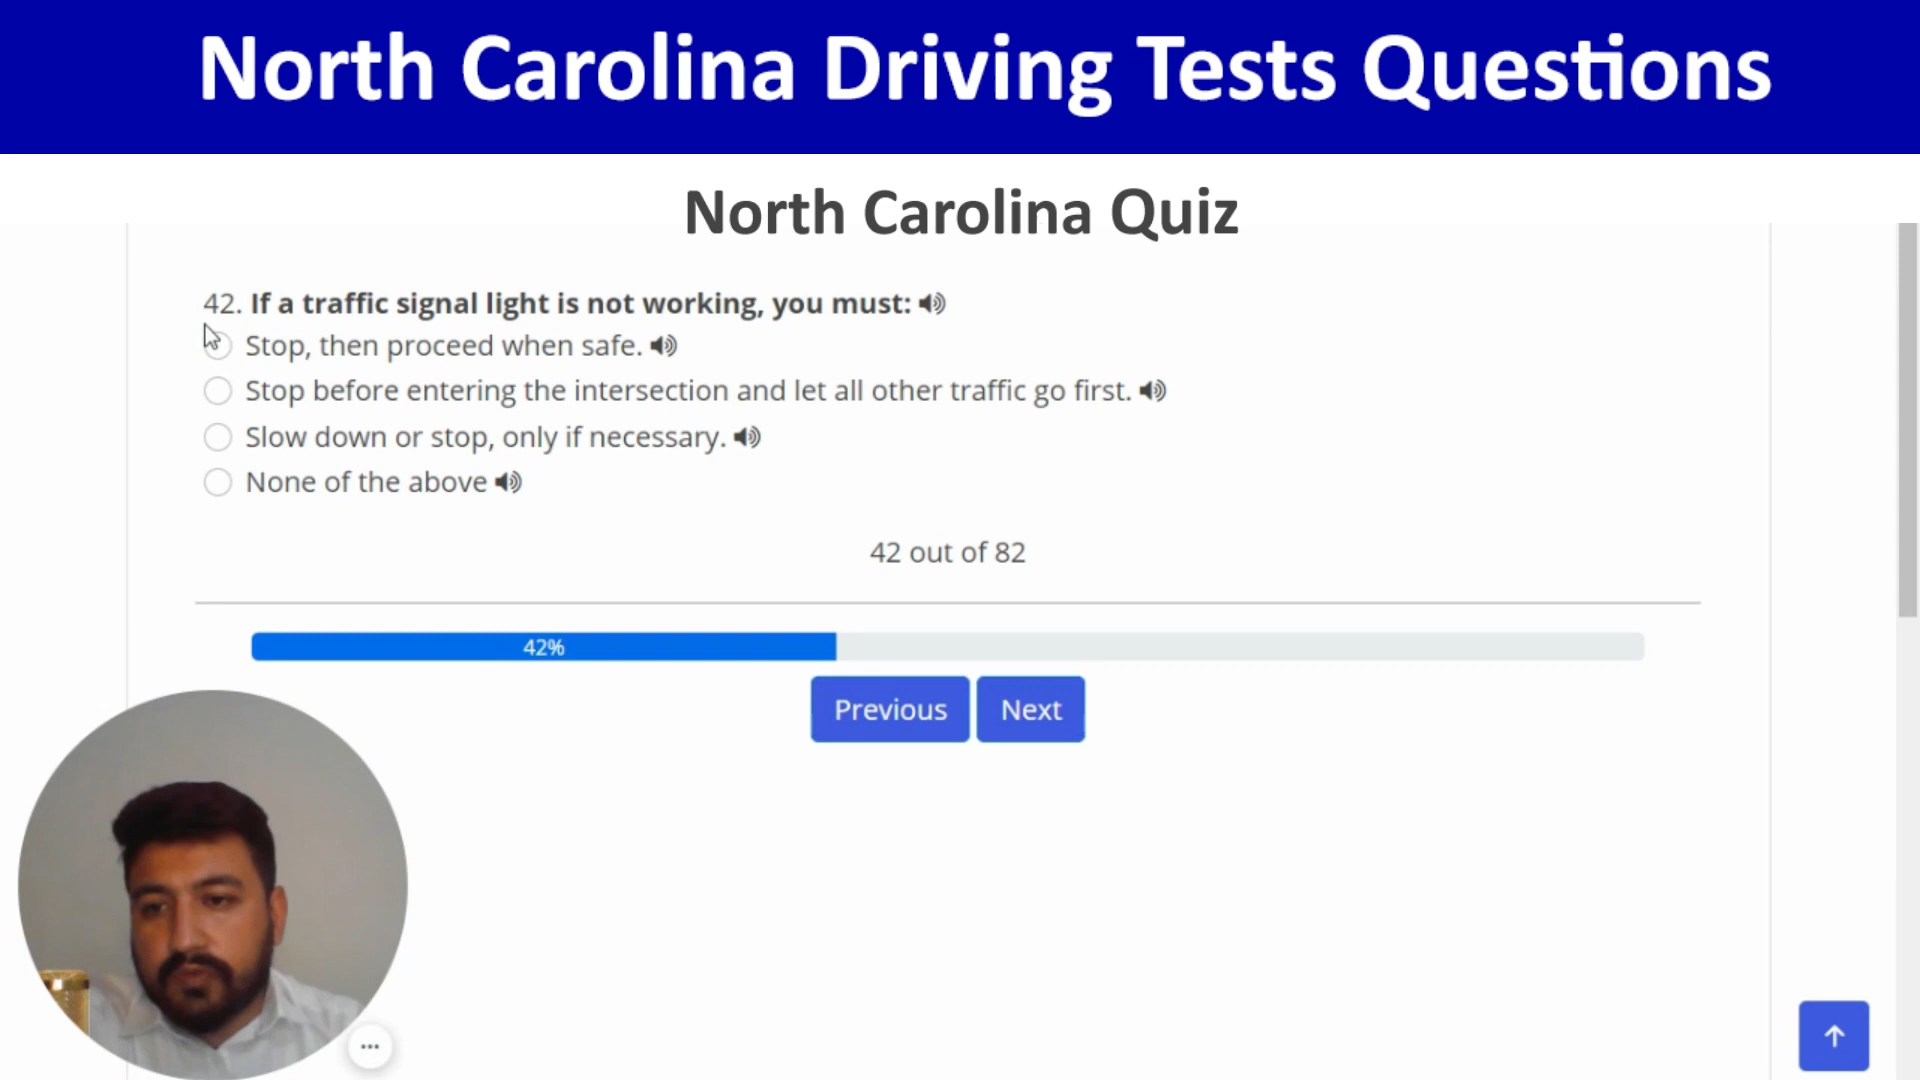 North Carolina Driving Tests Questions
North Carolina Quiz
42. If a traffic signal light is not working, you must:
Stop, then proceed when safe.
Stop before entering the intersection and let all other traffic go first.
Slow down or stop, only if necessary.
None of the above
42 out of 82
42%
Previous
Next